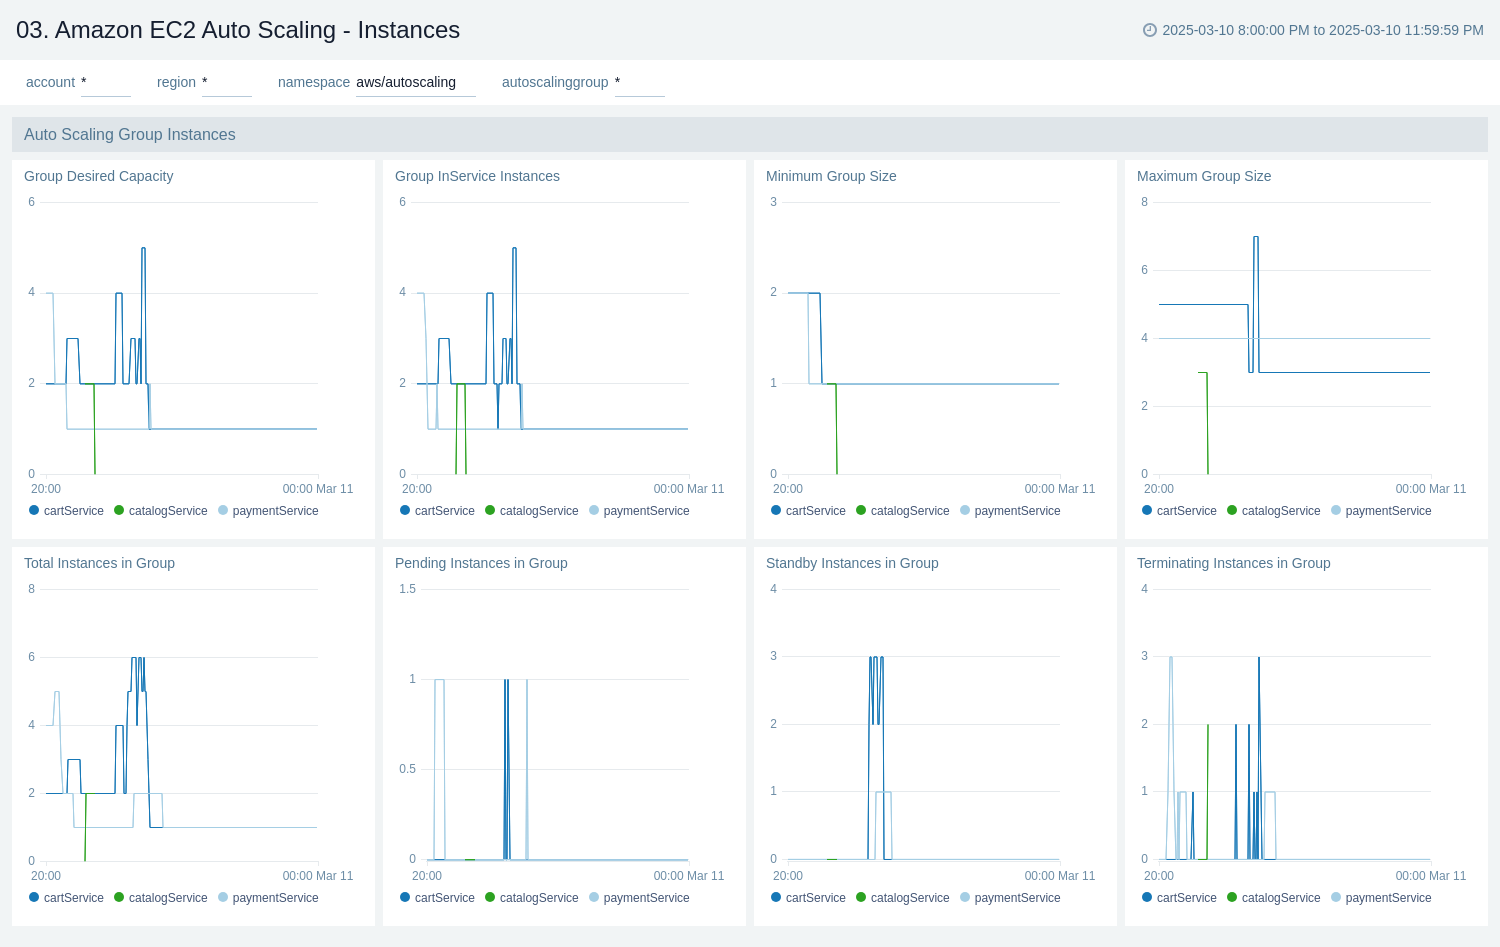 03. Amazon EC2 Auto Scaling - Instances
2025-03-10 8:00:00 PM to 2025-03-10 11:59:59 PM
account *
region *
namespace aws/autoscaling
autoscalinggroup *
Auto Scaling Group Instances
Group Desired Capacity
6
4
2
0
20:00 00:00 Mar 11
cartService catalogService paymentService
Group InService Instances
6
4
2
0
20:00 00:00 Mar 11
cartService catalogService paymentService
Minimum Group Size
3
2
1
0
20:00 00:00 Mar 11
cartService catalogService paymentService
Maximum Group Size
8
6
4
2
0
20:00 00:00 Mar 11
cartService catalogService paymentService
Total Instances in Group
8
6
4
2
0
20:00 00:00 Mar 11
cartService catalogService paymentService
Pending Instances in Group
1.5
1
0.5
0
20:00 00:00 Mar 11
cartService catalogService paymentService
Standby Instances in Group
4
3
2
1
0
20:00 00:00 Mar 11
cartService catalogService paymentService
Terminating Instances in Group
4
3
2
1
0
20:00 00:00 Mar 11
cartService catalogService paymentService